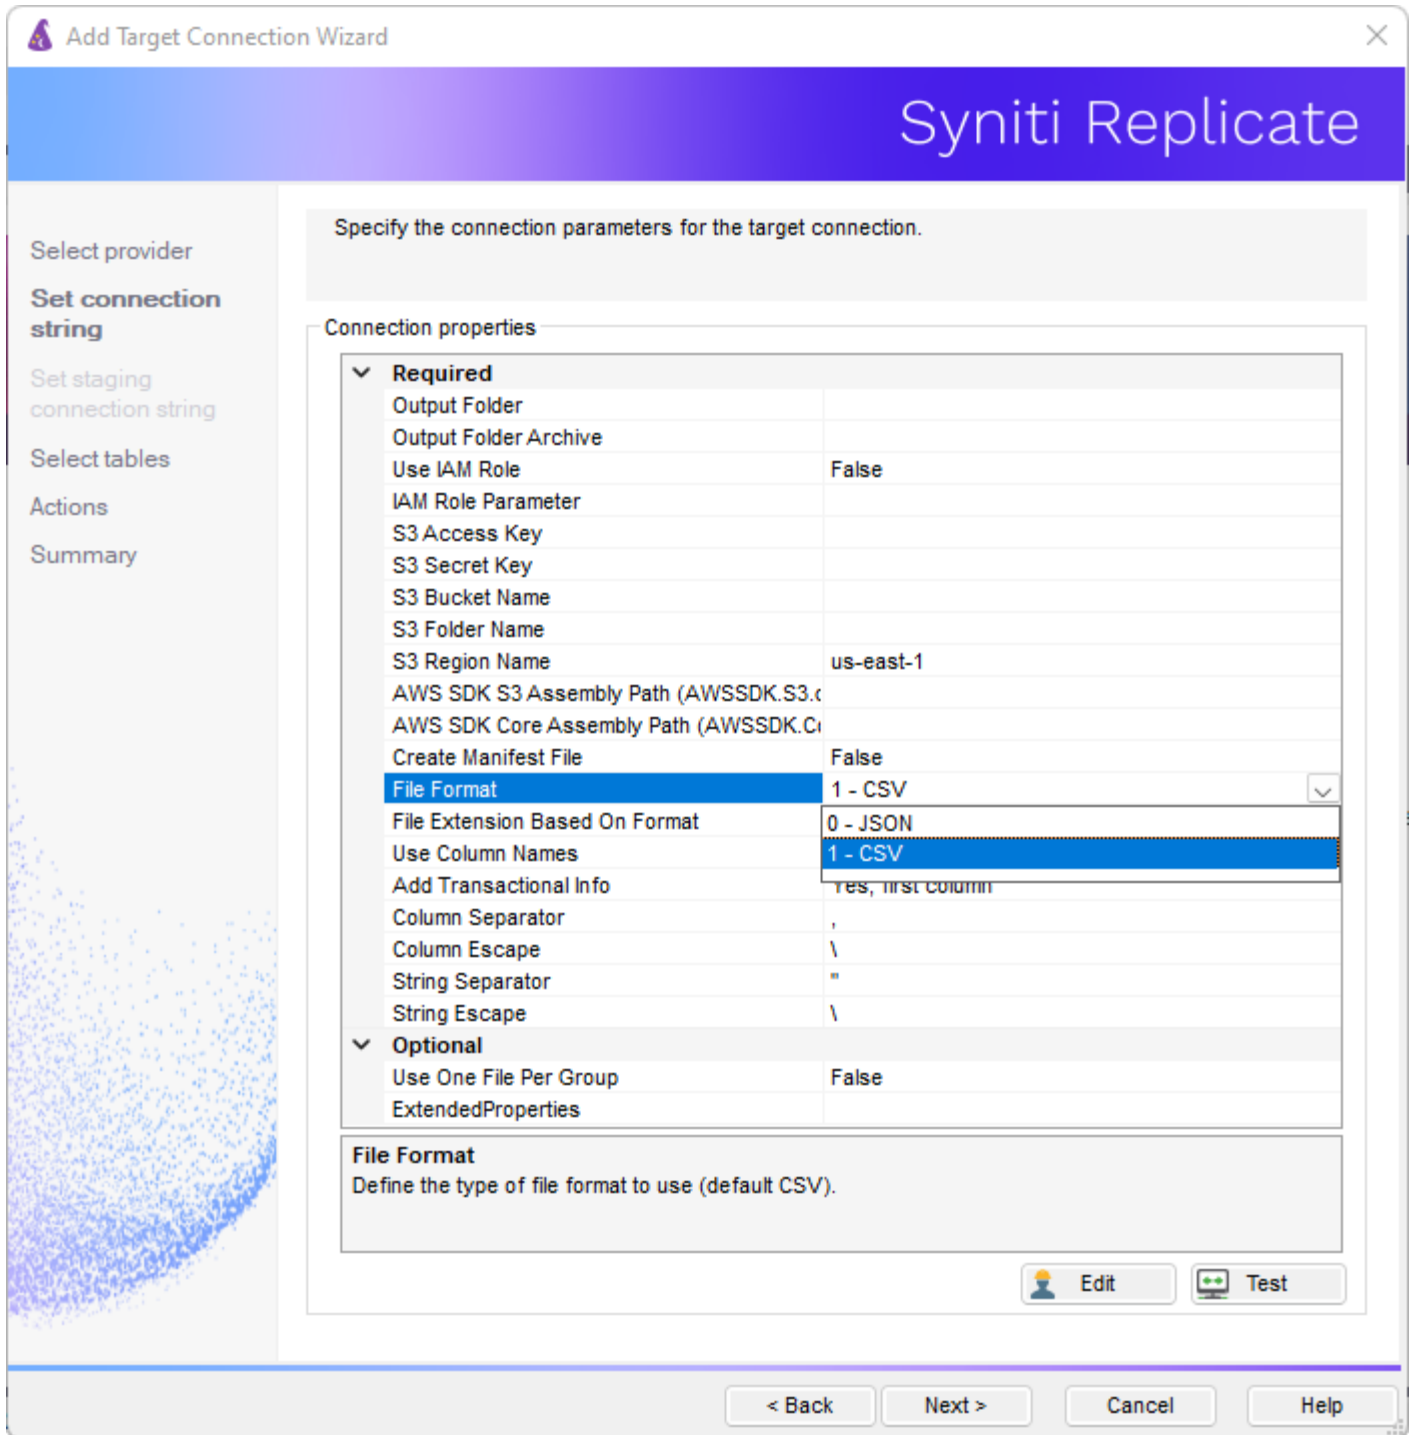 Add Target Connection Wizard
Syniti Replicate
Select provider
Set connection
string
Set staging
connection string
Select tables
Actions
Summary
Specify the connection parameters for the target connection.
Connection properties
Required
Output Folder
Output Folder Archive
Use IAM Role False
IAM Role Parameter
S3 Access Key
S3 Secret Key
S3 Bucket Name
S3 Folder Name
S3 Region Name us-east-1
AWS SDK S3 Assembly Path (AWSSDK.S3.
AWS SDK Core Assembly Path (AWSSDK.C
Create Manifest File False
File Format 1 - CSV
File Extension Based On Format 0 - JSON
Use Column Names 1 - CSV
Add Transactional Info Yes, first column
Column Separator ,
Column Escape \
String Separator "
String Escape \
Optional
Use One File Per Group False
ExtendedProperties
File Format
Define the type of file format to use (default CSV).
Edit Test
< Back Next > Cancel Help